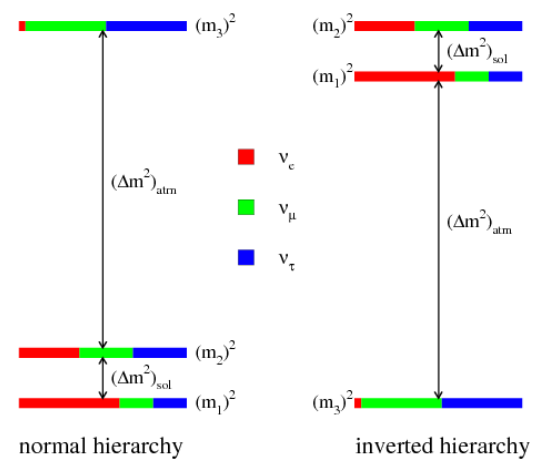 (m₃)² (m₂)²
(Δm²)sol
(m₁)²
νe
(Δm²)atm
(Δm²)atm
νμ
ντ
(m₂)²
(Δm²)sol
(m₁)² (m₃)²
normal hierarchy inverted hierarchy